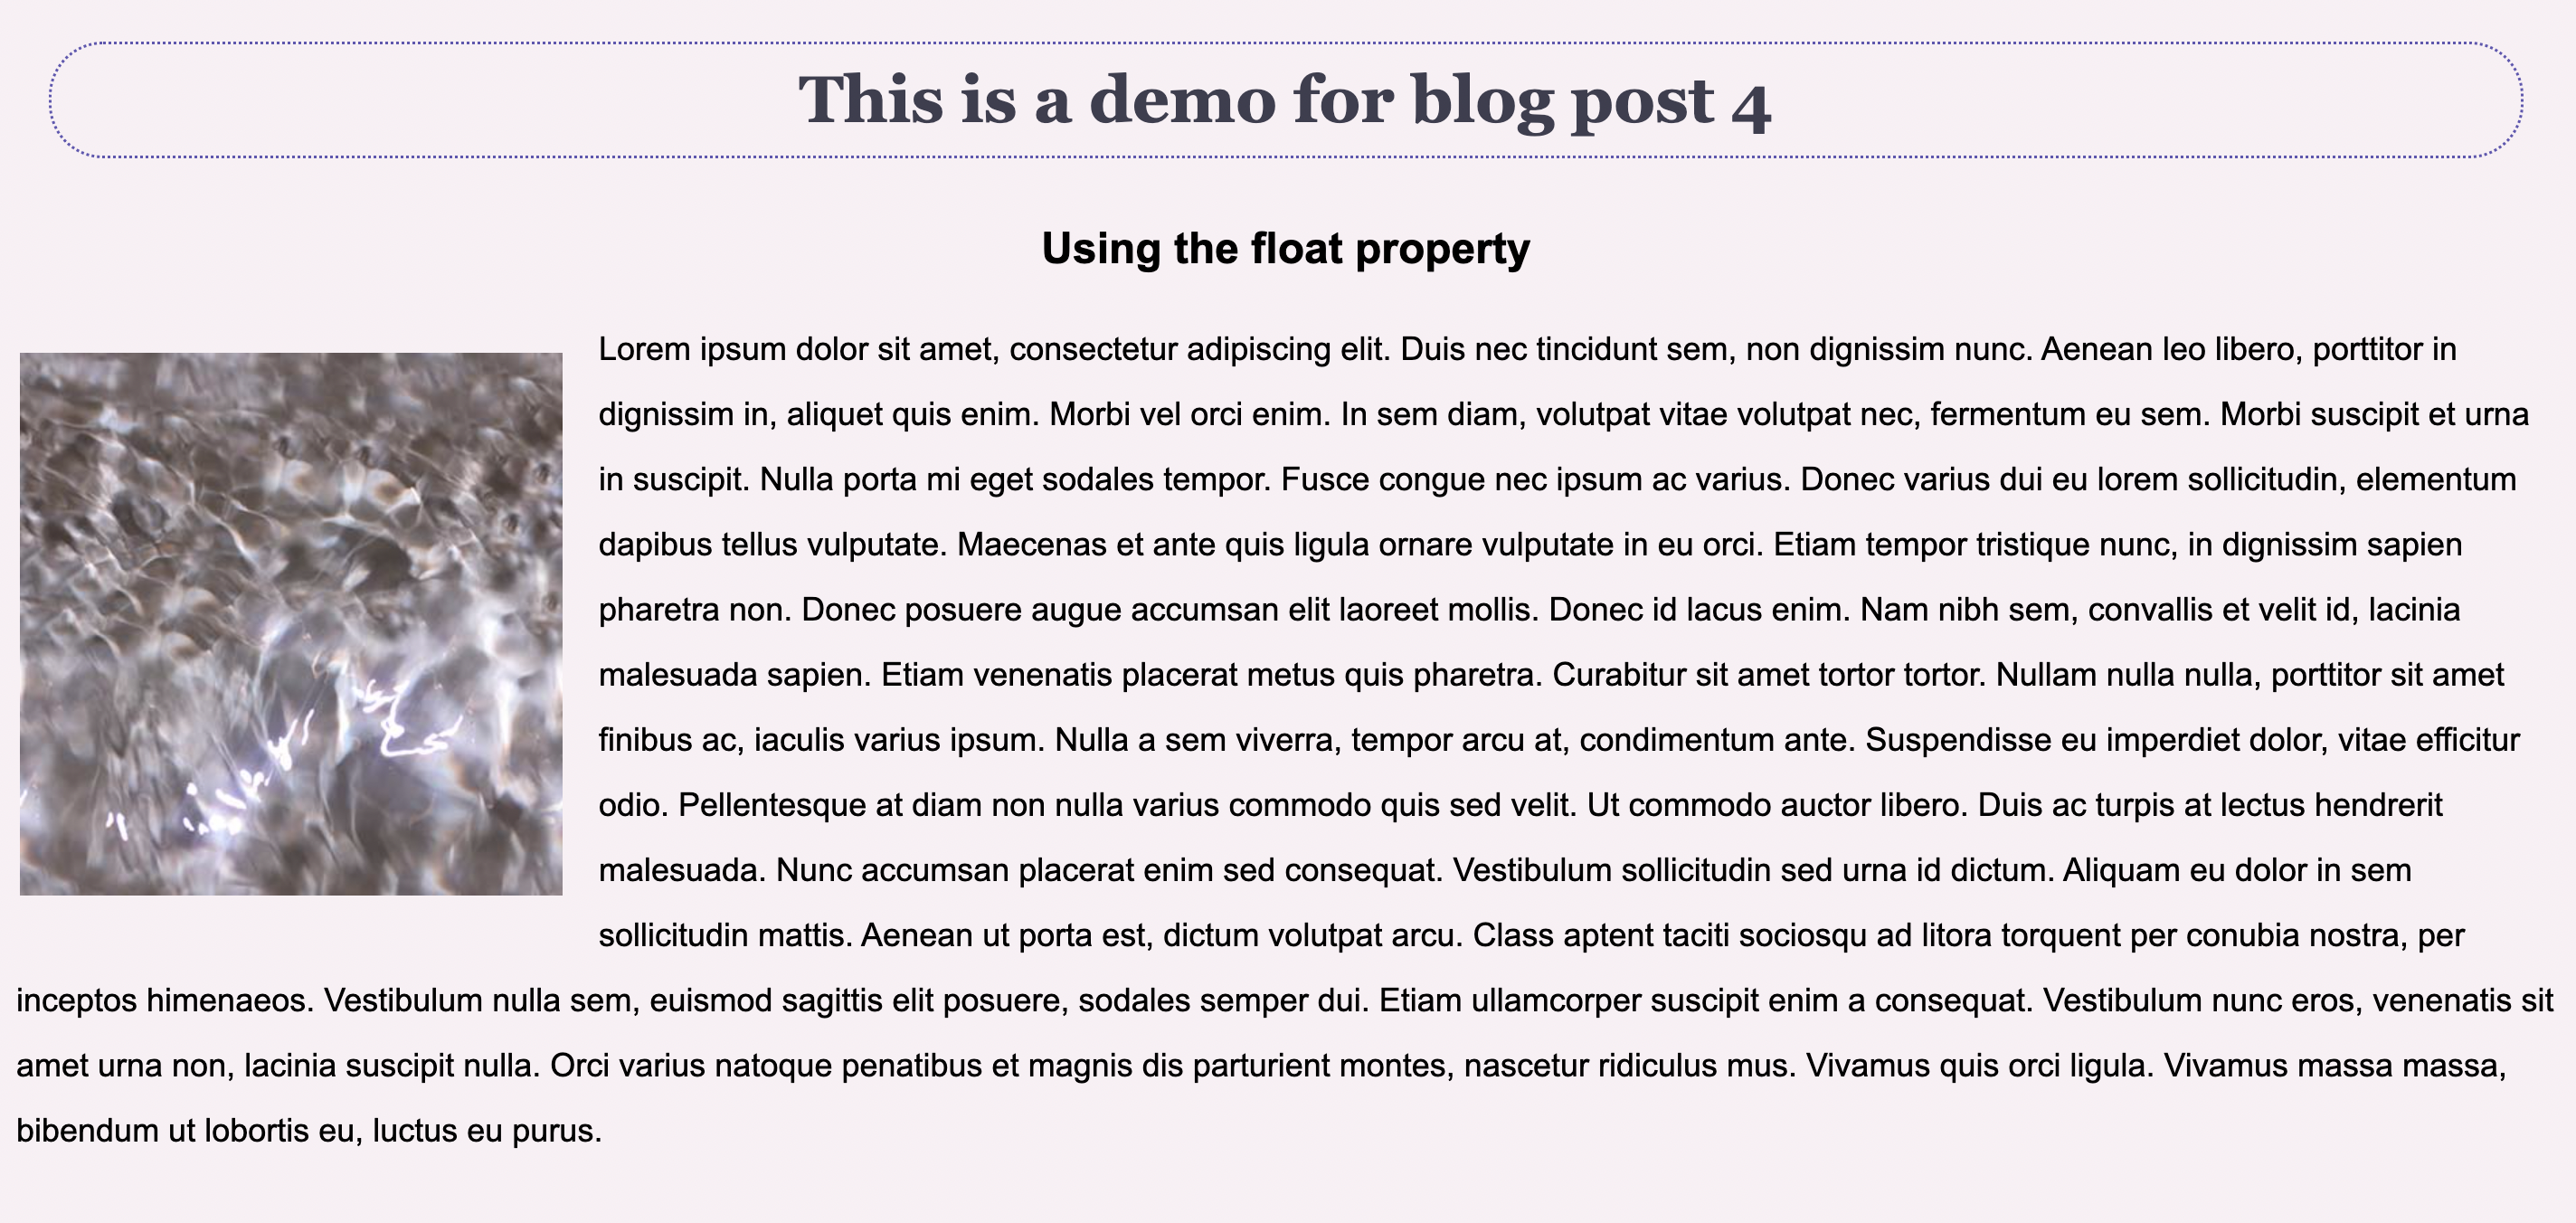 This is a demo for blog post 4
Using the float property
Lorem ipsum dolor sit amet, consectetur adipiscing elit. Duis nec tincidunt sem, non dignissim nunc. Aenean leo libero, porttitor in
dignissim in, aliquet quis enim. Morbi vel orci enim. In sem diam, volutpat vitae volutpat nec, fermentum eu sem. Morbi suscipit et urna
in suscipit. Nulla porta mi eget sodales tempor. Fusce congue nec ipsum ac varius. Donec varius dui eu lorem sollicitudin, elementum
dapibus tellus vulputate. Maecenas et ante quis ligula ornare vulputate in eu orci. Etiam tempor tristique nunc, in dignissim sapien
pharetra non. Donec posuere augue accumsan elit laoreet mollis. Donec id lacus enim. Nam nibh sem, convallis et velit id, lacinia
malesuada sapien. Etiam venenatis placerat metus quis pharetra. Curabitur sit amet tortor tortor. Nullam nulla nulla, porttitor sit amet
finibus ac, iaculis varius ipsum. Nulla a sem viverra, tempor arcu at, condimentum ante. Suspendisse eu imperdiet dolor, vitae efficitur
odio. Pellentesque at diam non nulla varius commodo quis sed velit. Ut commodo auctor libero. Duis ac turpis at lectus hendrerit
malesuada. Nunc accumsan placerat enim sed consequat. Vestibulum sollicitudin sed urna id dictum. Aliquam eu dolor in sem
sollicitudin mattis. Aenean ut porta est, dictum volutpat arcu. Class aptent taciti sociosqu ad litora torquent per conubia nostra, per
inceptos himenaeos. Vestibulum nulla sem, euismod sagittis elit posuere, sodales semper dui. Etiam ullamcorper suscipit enim a consequat. Vestibulum nunc eros, venenatis sit
amet urna non, lacinia suscipit nulla. Orci varius natoque penatibus et magnis dis parturient montes, nascetur ridiculus mus. Vivamus quis orci ligula. Vivamus massa massa,
bibendum ut lobortis eu, luctus eu purus.